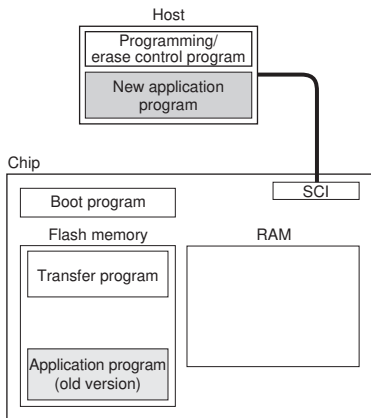 Host
Programming/
erase control program
New application
program
Chip
SCI
Boot program
Flash memory
RAM
Transfer program
Application program
(old version)